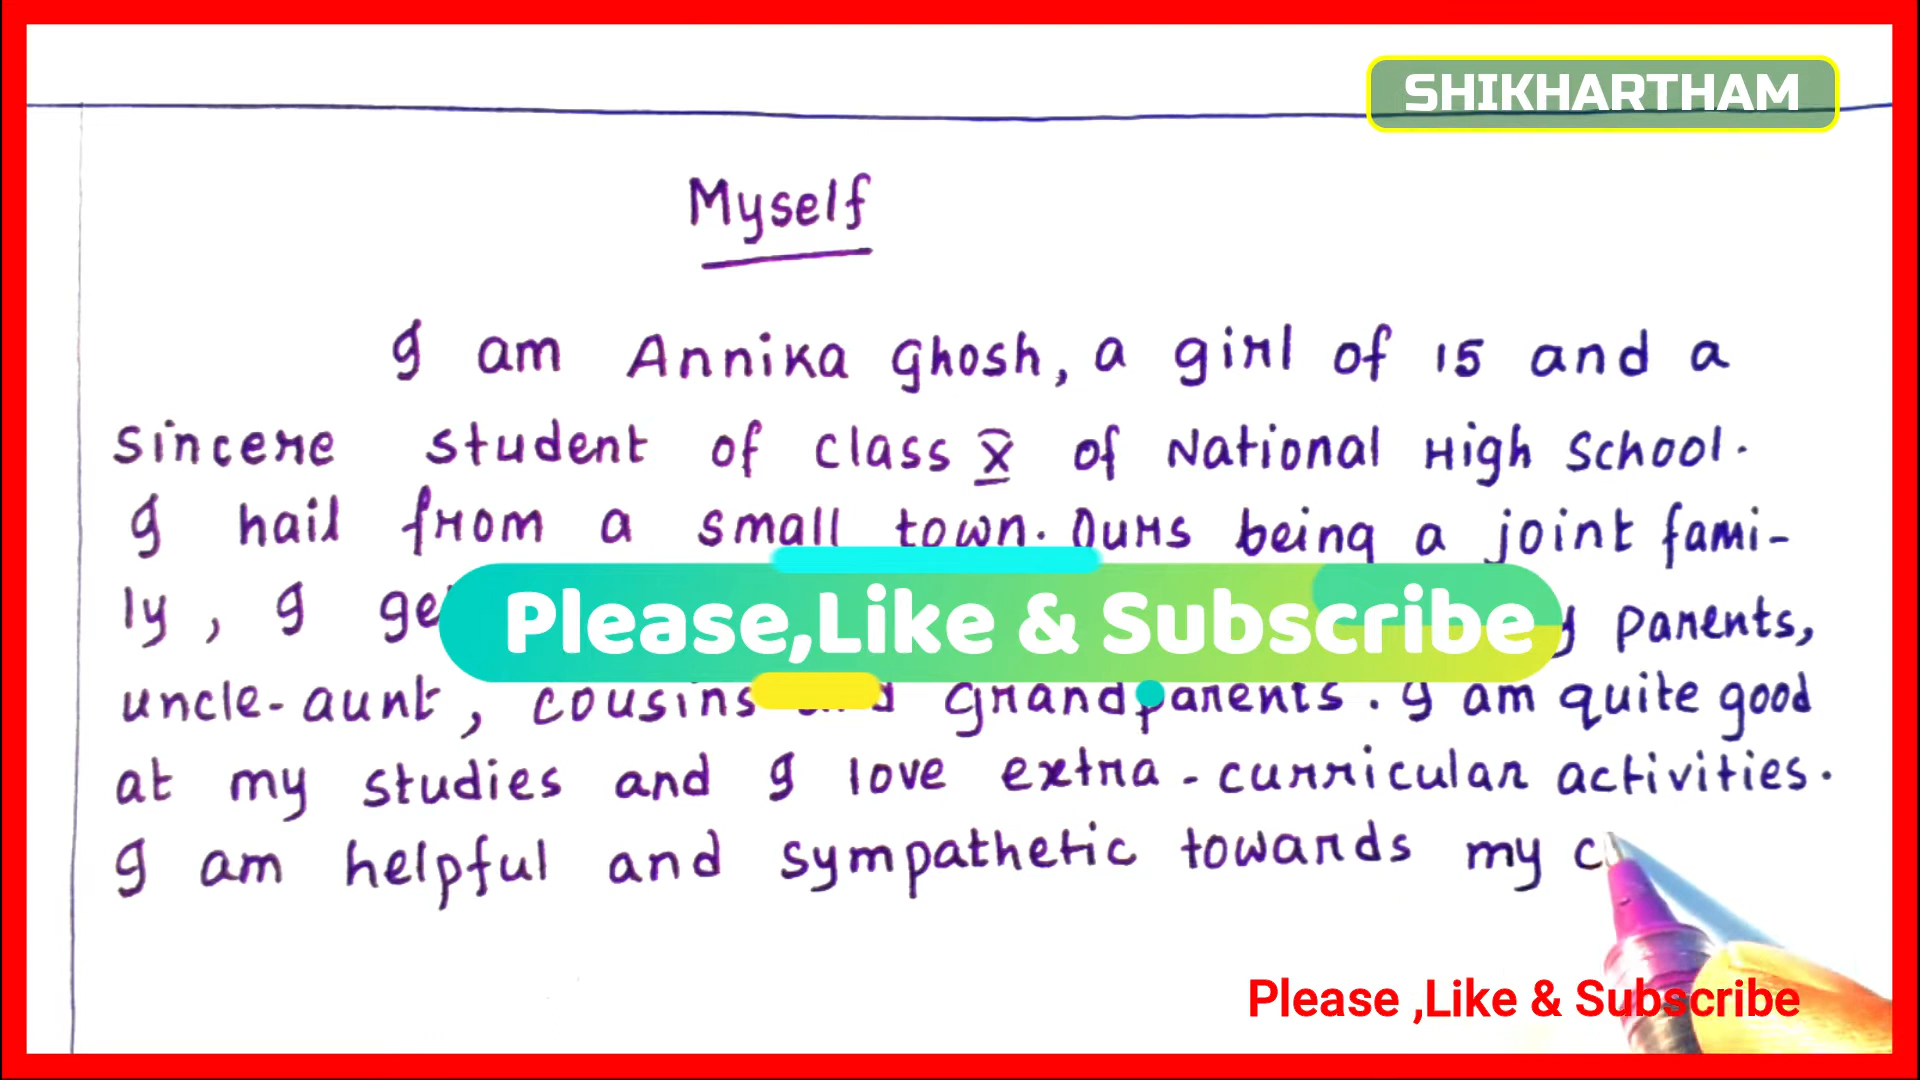 SHIKHARTHAM
Myself
I am Annika Ghosh, a girl of 15 and a
sincere student of class X of National High School.
I hail from a small town. Ours being a joint fami-
ly, I parents,
Please,Like & Subscribe
uncle-aunt, cousins grandparents. I am quite good
at my studies and I love extra-curricular activities.
I am helpful and sympathetic towards my c
Please ,Like & Subscribe